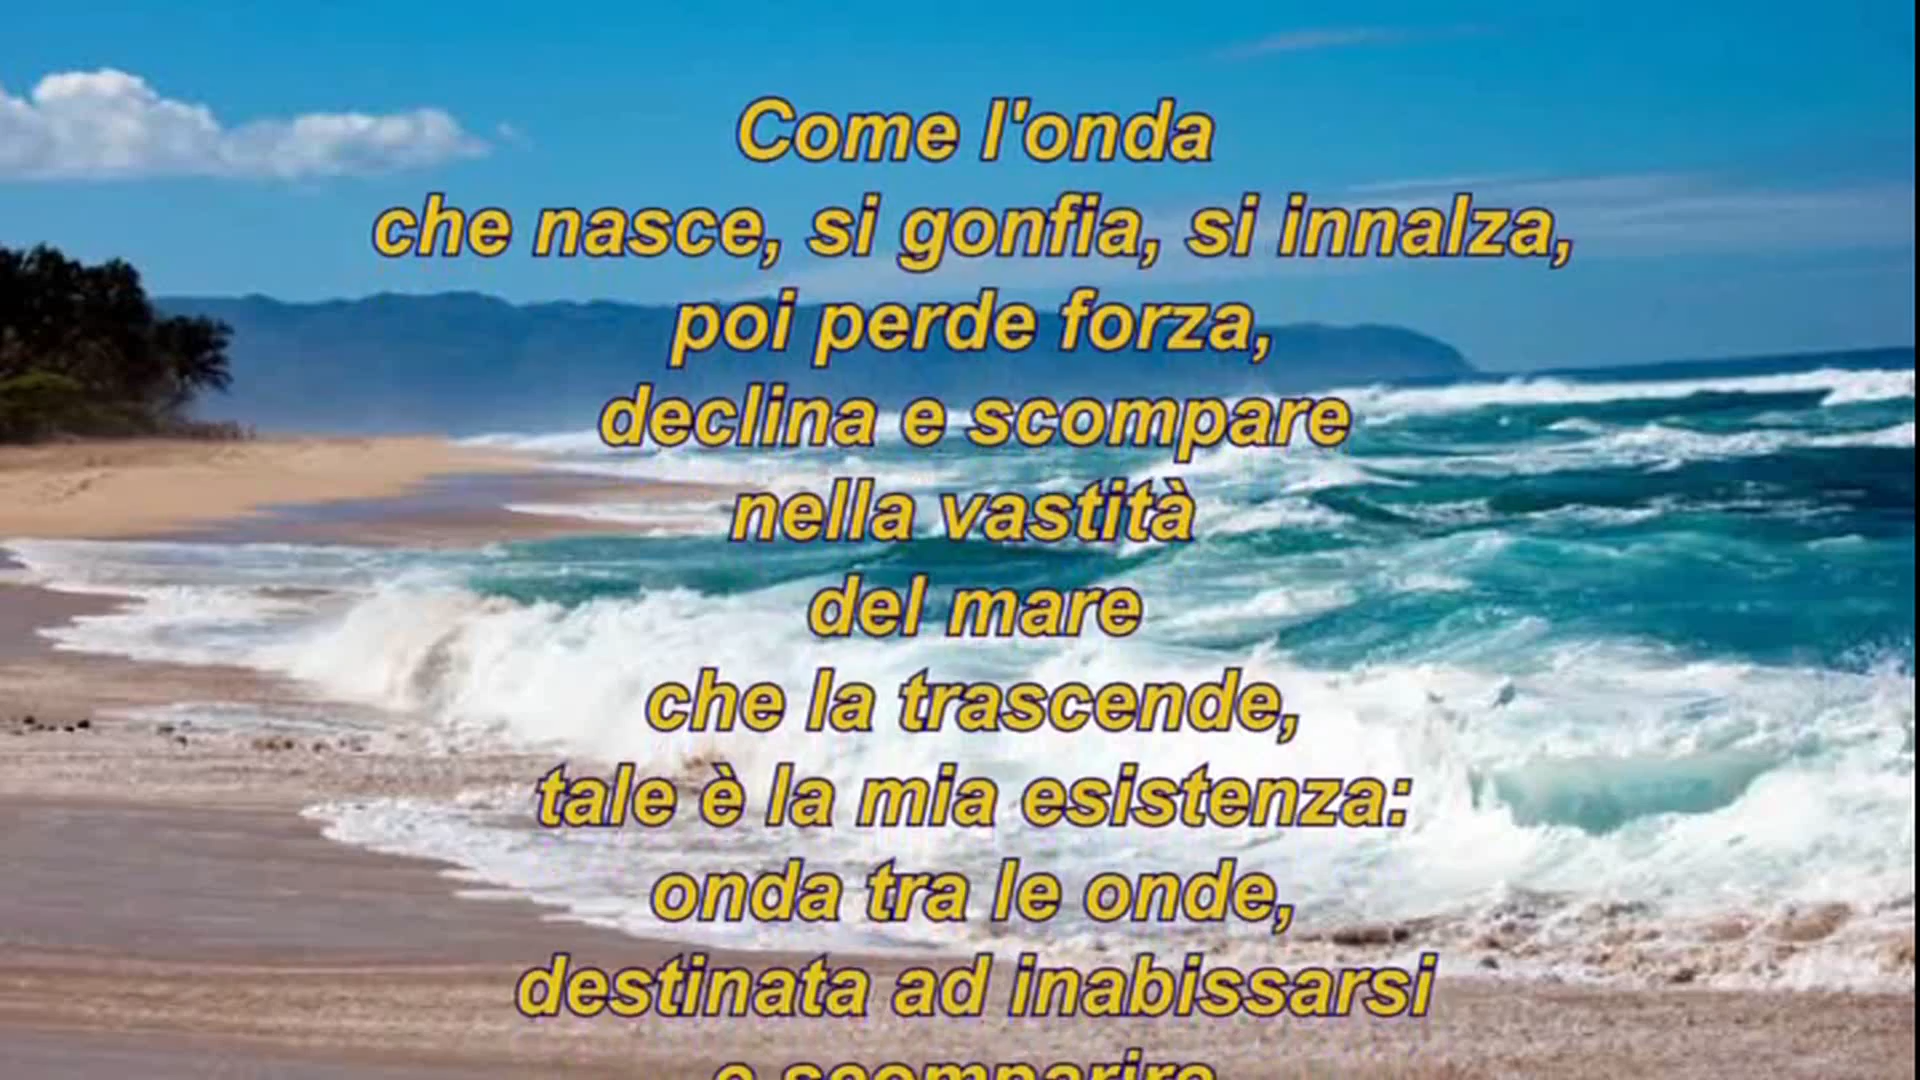 Come l'onda
che nasce, si gonfia, si innalza,
poi perde forza,
declina e scompare
nella vastità
del mare
che la trascende,
tale è la mia esistenza:
onda tra le onde,
destinata ad inabissarsi
e scomparire